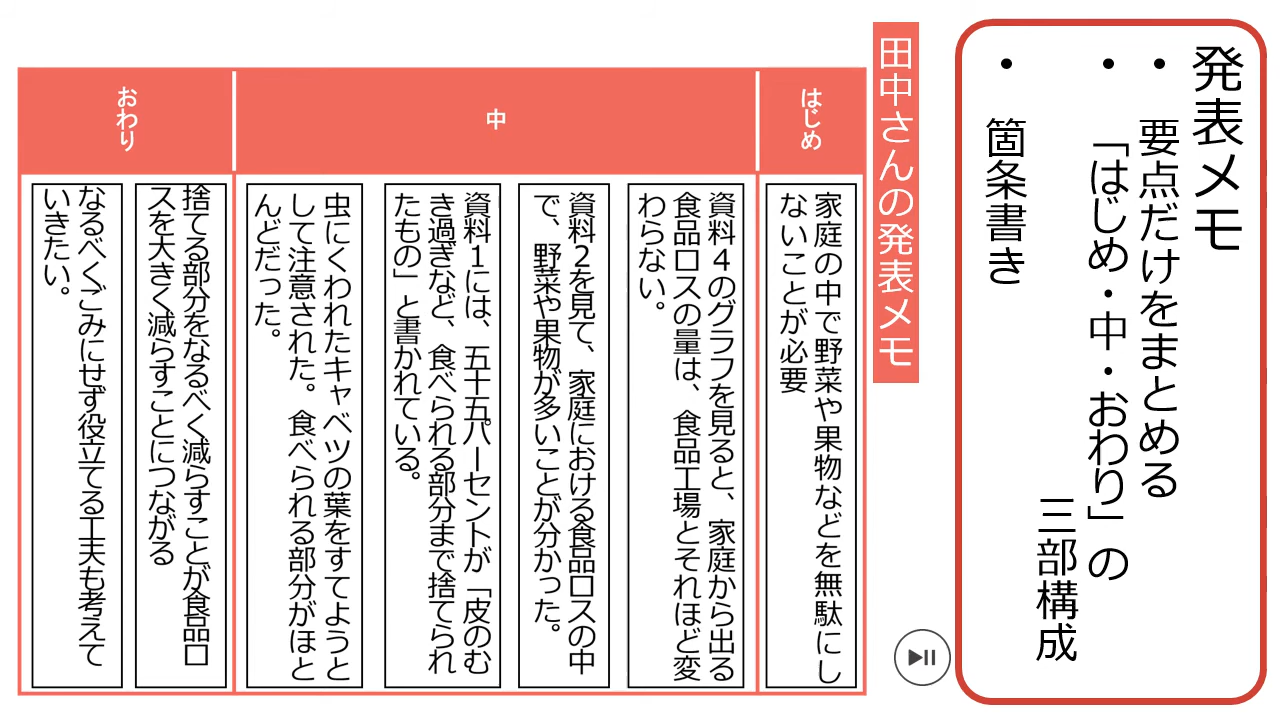 発表メモ
・ 要点だけをまとめる
・ 「はじめ・中・おわり」の
三部構成
・ 箇条書き
田中さんの発表メモ
はじめ
家庭の中で野菜や果物などを無駄にし
ないことが必要
中
資料4のグラフを見ると、家庭から出る
食品ロスの量は、食品工場とそれほど変
わらない。
資料2を見て、家庭における食品ロスの中
で、野菜や果物が多いことが分かった。
資料1には、五十五パーセントが「皮のむ
き過ぎなど、食べられる部分まで捨てられ
たもの」と書かれている。
虫にくわれたキャベツの葉をすてようと
して注意された。食べられる部分がほと
んどだった。
おわり
捨てる部分をなるべく減らすことが食品ロ
スを大きく減らすことにつながる
なるべくごみにせず役立てる工夫も考えて
いきたい。